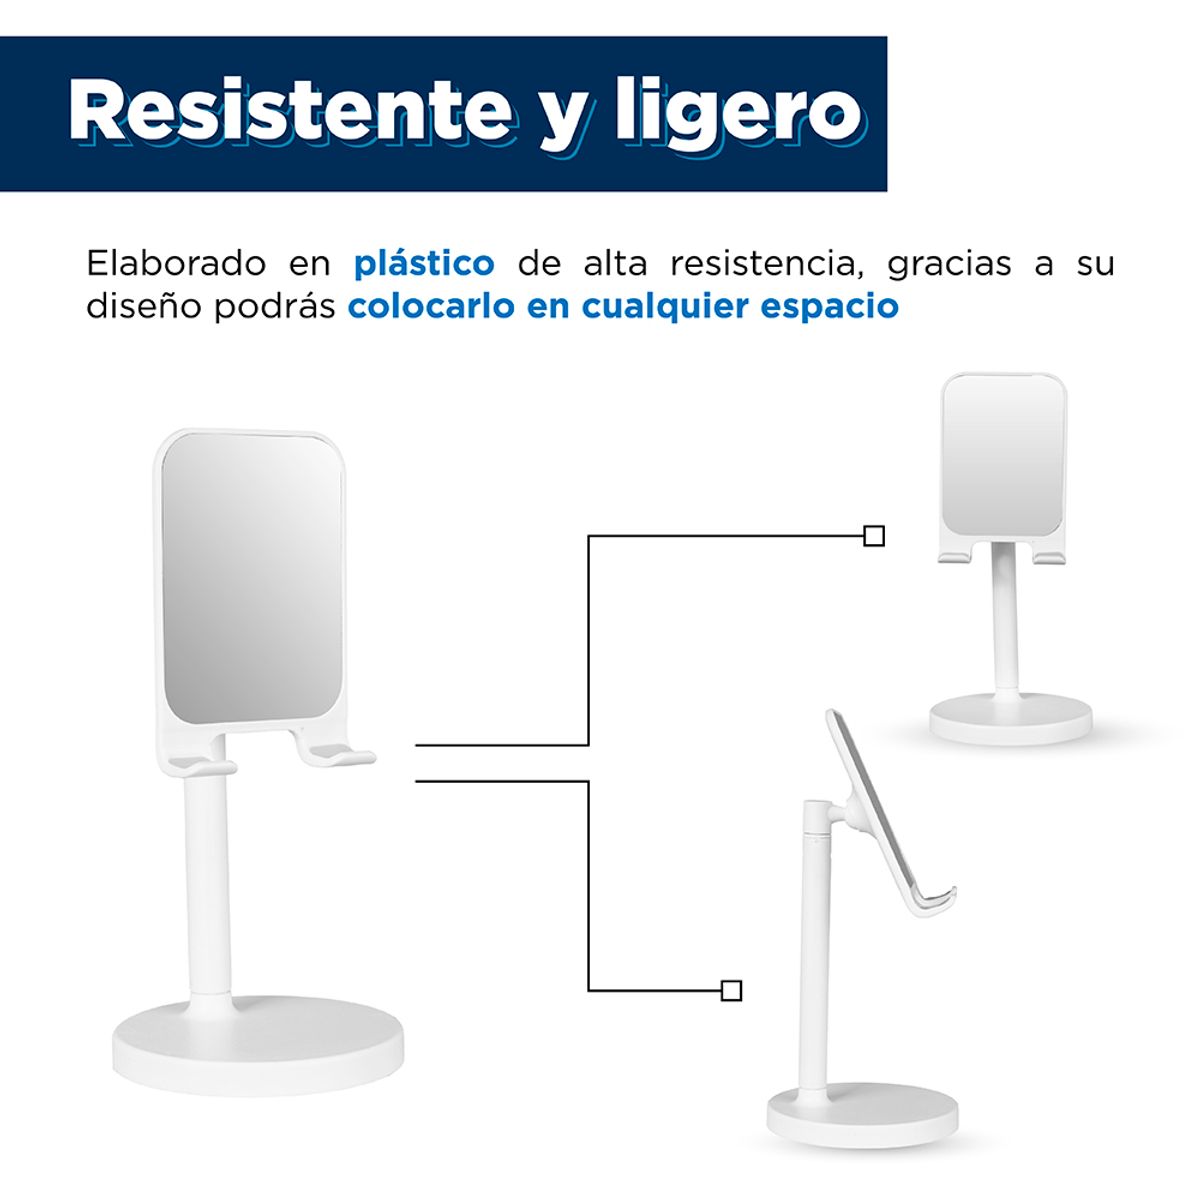 Resistente y ligero
Elaborado en plástico de alta resistencia, gracias a su
diseño podrás colocarlo en cualquier espacio